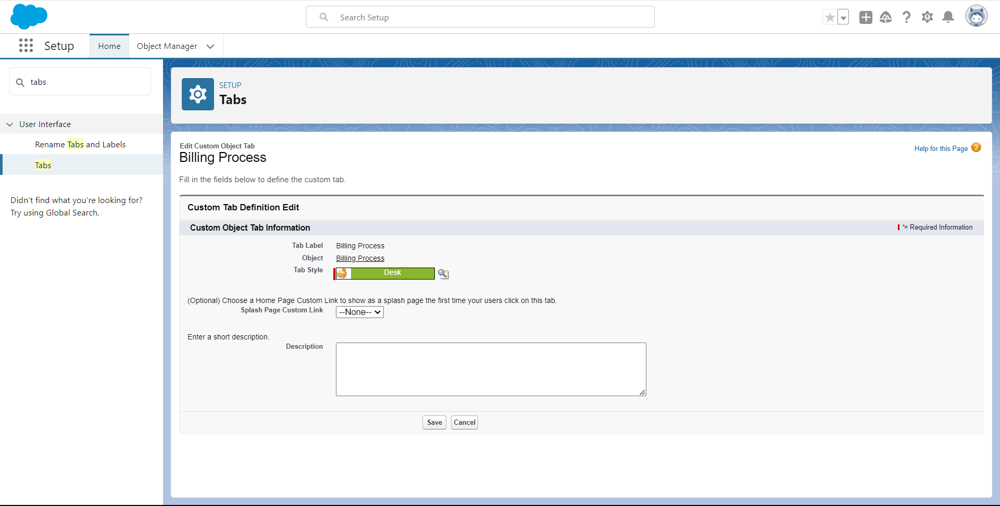 Search Setup
Setup
Home
Object Manager
tabs
User Interface
Rename Tabs and Labels
Tabs
Didn't find what you're looking for?
Try using Global Search.
SETUP
Tabs
Edit Custom Object Tab
Billing Process
Help for this Page
?
Fill in the fields below to define the custom tab.
Custom Tab Definition Edit
Custom Object Tab Information
*= Required Information
Tab Label Billing Process
Object Billing Process
Tab Style Desk
(Optional) Choose a Home Page Custom Link to show as a splash page the first time your users click on this tab.
Splash Page Custom Link --None--
Enter a short description.
Description
Save Cancel